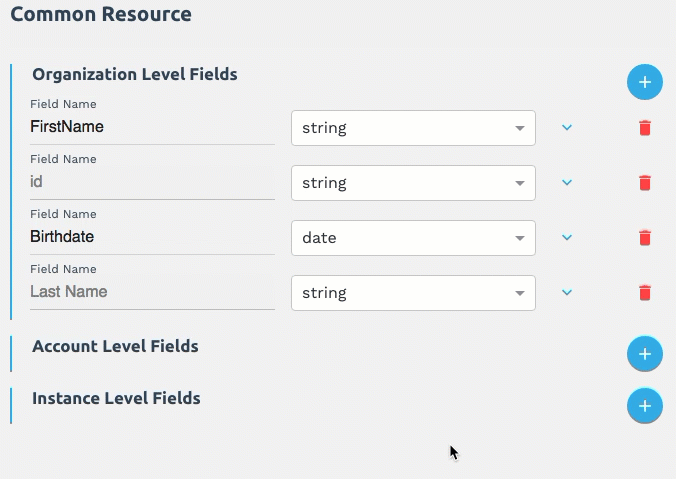 Common Resource
Organization Level Fields
Field Name
FirstName
string
Field Name
id
string
Field Name
Birthdate
date
Field Name
Last Name
string
Account Level Fields
Instance Level Fields